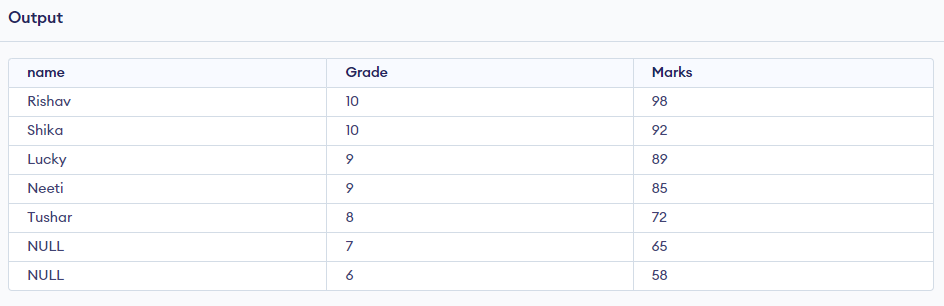 Output
name Grade Marks
Rishav 10 98
Shika 10 92
Lucky 9 89
Neeti 9 85
Tushar 8 72
NULL 7 65
NULL 6 58